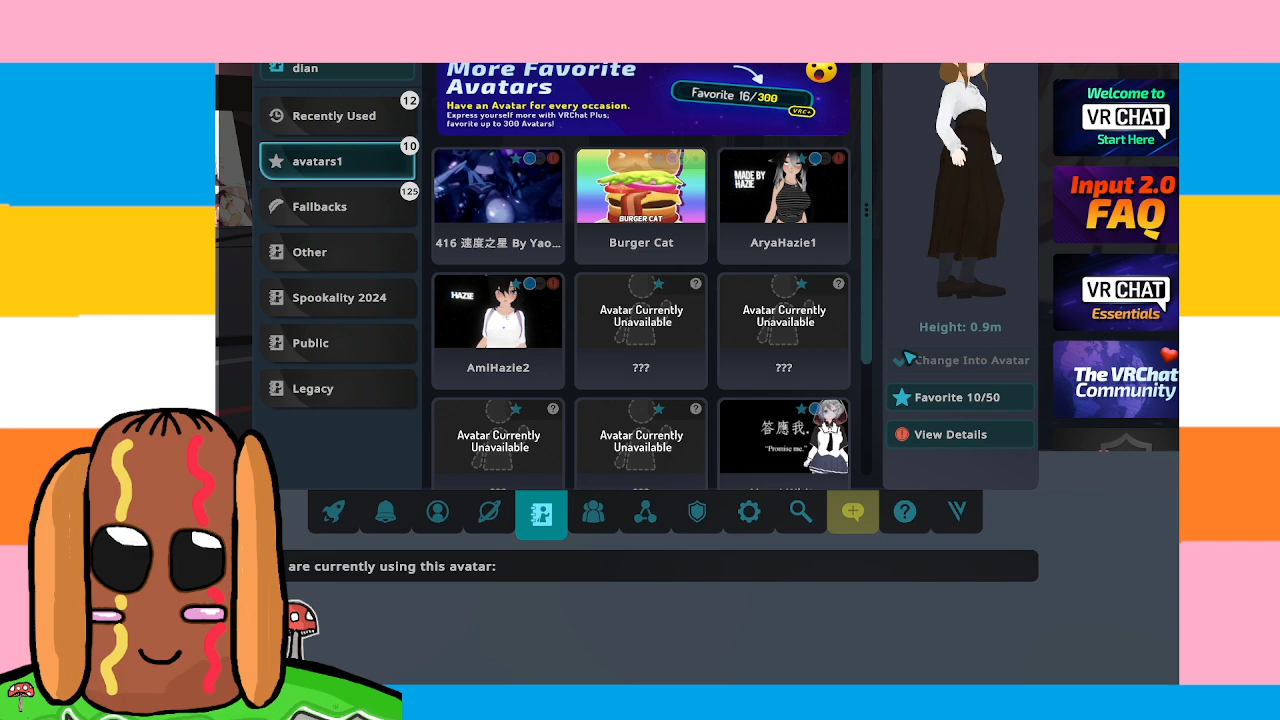 dian
Recently Used
12
avatars1
10
Fallbacks
125
Other
Spookality 2024
Public
Legacy
More Favorite
Avatars
Have an Avatar for every occasion.
Express yourself more with VRChat Plus;
favorite up to 300 Avatars!
Favorite 16/300
VRC+
416 速度之星 By Yao...
BURGER CAT
Burger Cat
MADE BY
HAZIE
AryaHazie1
HAZIE
AmiHazie2
Avatar Currently
Unavailable
???
Avatar Currently
Unavailable
???
Avatar Currently
Unavailable
Avatar Currently
Unavailable
答應我.
"Promise me."
Height: 0.9m
Change Into Avatar
Favorite 10/50
View Details
Welcome to
VRCHAT
Start Here
Input 2.0
FAQ
VRCHAT
Essentials
The VRChat
Community
are currently using this avatar: